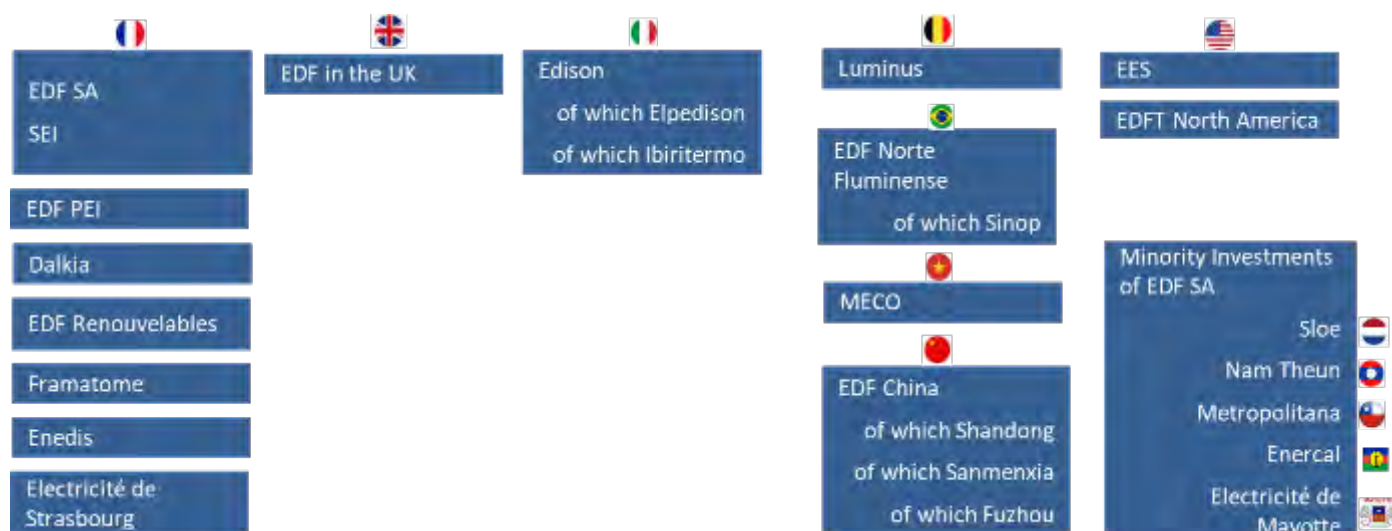 EDF SA
SEI
EDF PEI
Dalkia
EDF Renouvelables
Framatome
Enedis
Electricité de
Strasbourg
EDF in the UK
Edison
of which Elpedison
of which Ibiritermo
Luminus
EDF Norte
Fluminense
of which Sinop
MECO
EDF China
of which Shandong
of which Sanmenxia
of which Fuzhou
EES
EDFT North America
Minority Investments
of EDF SA
Sloe
Nam Theun
Metropolitana
Enercal
Electricité de
Mayotte